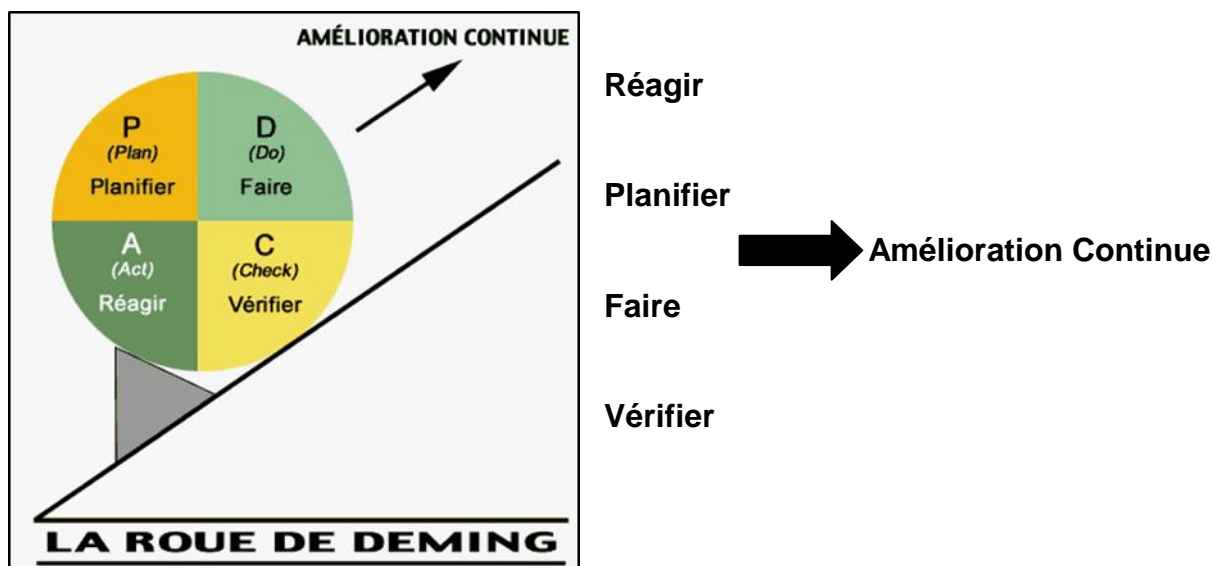 AMÉLIORATION CONTINUE
P
(Plan)
Planifier
D
(Do)
Faire
A
(Act)
Réagir
C
(Check)
Vérifier
LA ROUE DE DEMING
Réagir
Planifier
Amélioration Continue
Faire
Vérifier